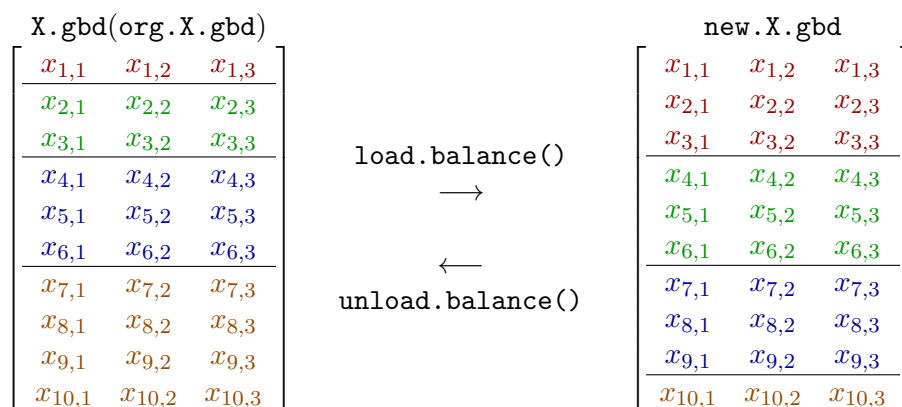 X.gbd(org.X.gbd)
x1,1 x1,2 x1,3
x2,1 x2,2 x2,3
x3,1 x3,2 x3,3
x4,1 x4,2 x4,3
x5,1 x5,2 x5,3
x6,1 x6,2 x6,3
x7,1 x7,2 x7,3
x8,1 x8,2 x8,3
x9,1 x9,2 x9,3
x10,1 x10,2 x10,3
load.balance()
⟶
⟵
unload.balance()
new.X.gbd
x1,1 x1,2 x1,3
x2,1 x2,2 x2,3
x3,1 x3,2 x3,3
x4,1 x4,2 x4,3
x5,1 x5,2 x5,3
x6,1 x6,2 x6,3
x7,1 x7,2 x7,3
x8,1 x8,2 x8,3
x9,1 x9,2 x9,3
x10,1 x10,2 x10,3